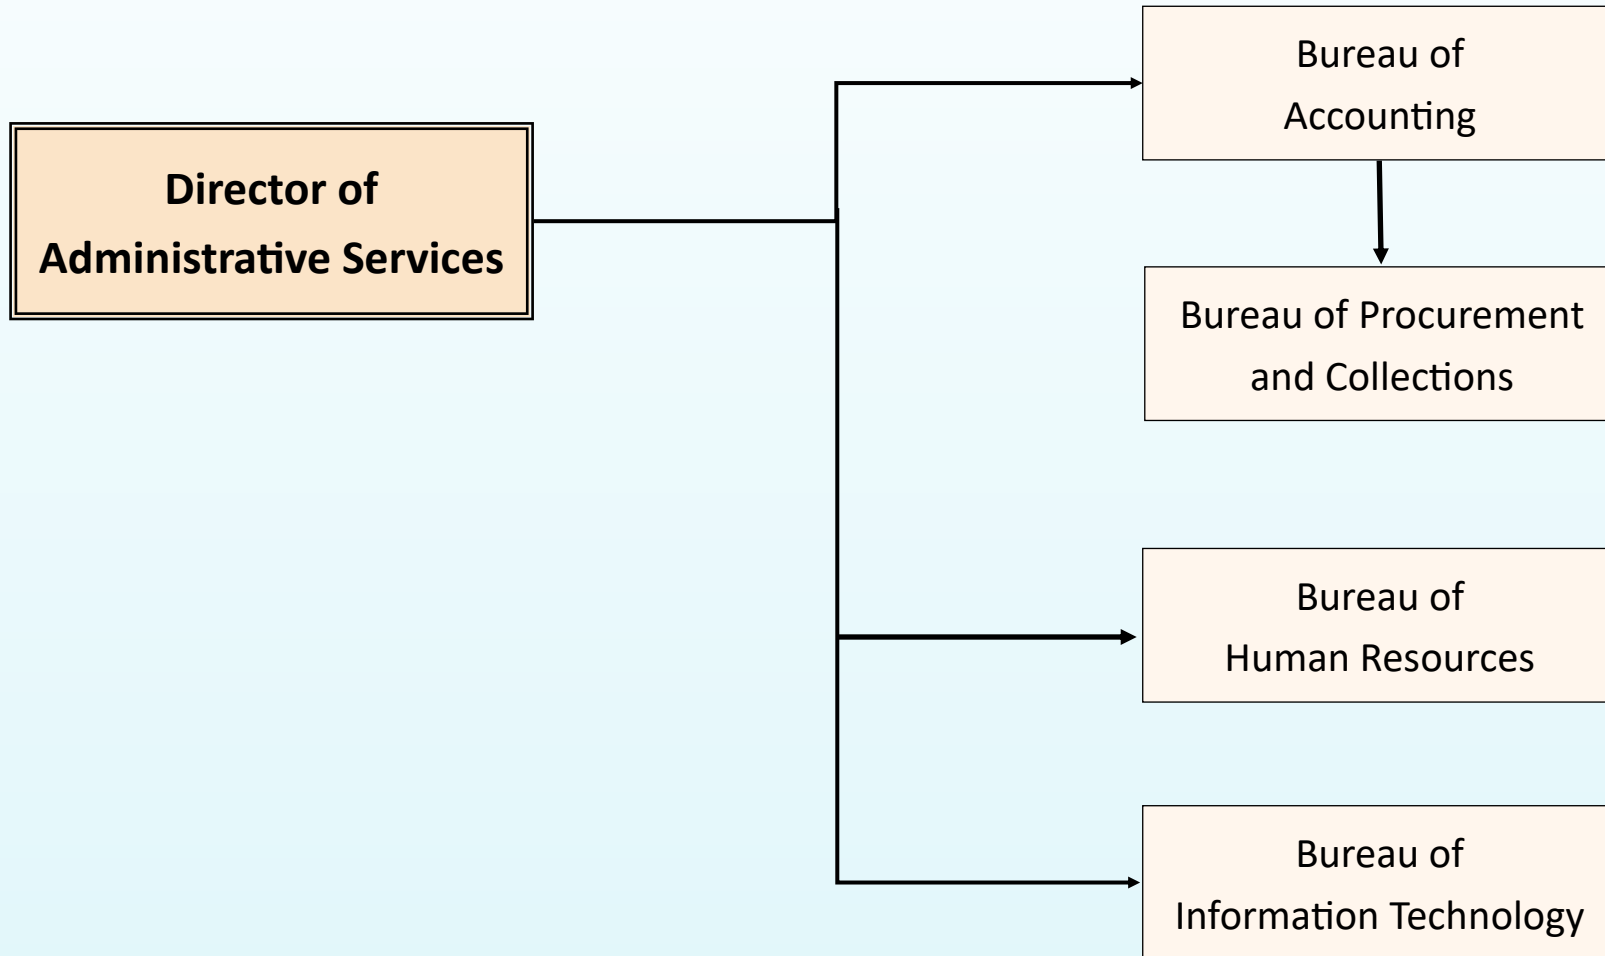 Director of
Administrative Services
Bureau of
Accounting
Bureau of Procurement
and Collections
Bureau of
Human Resources
Bureau of
Information Technology